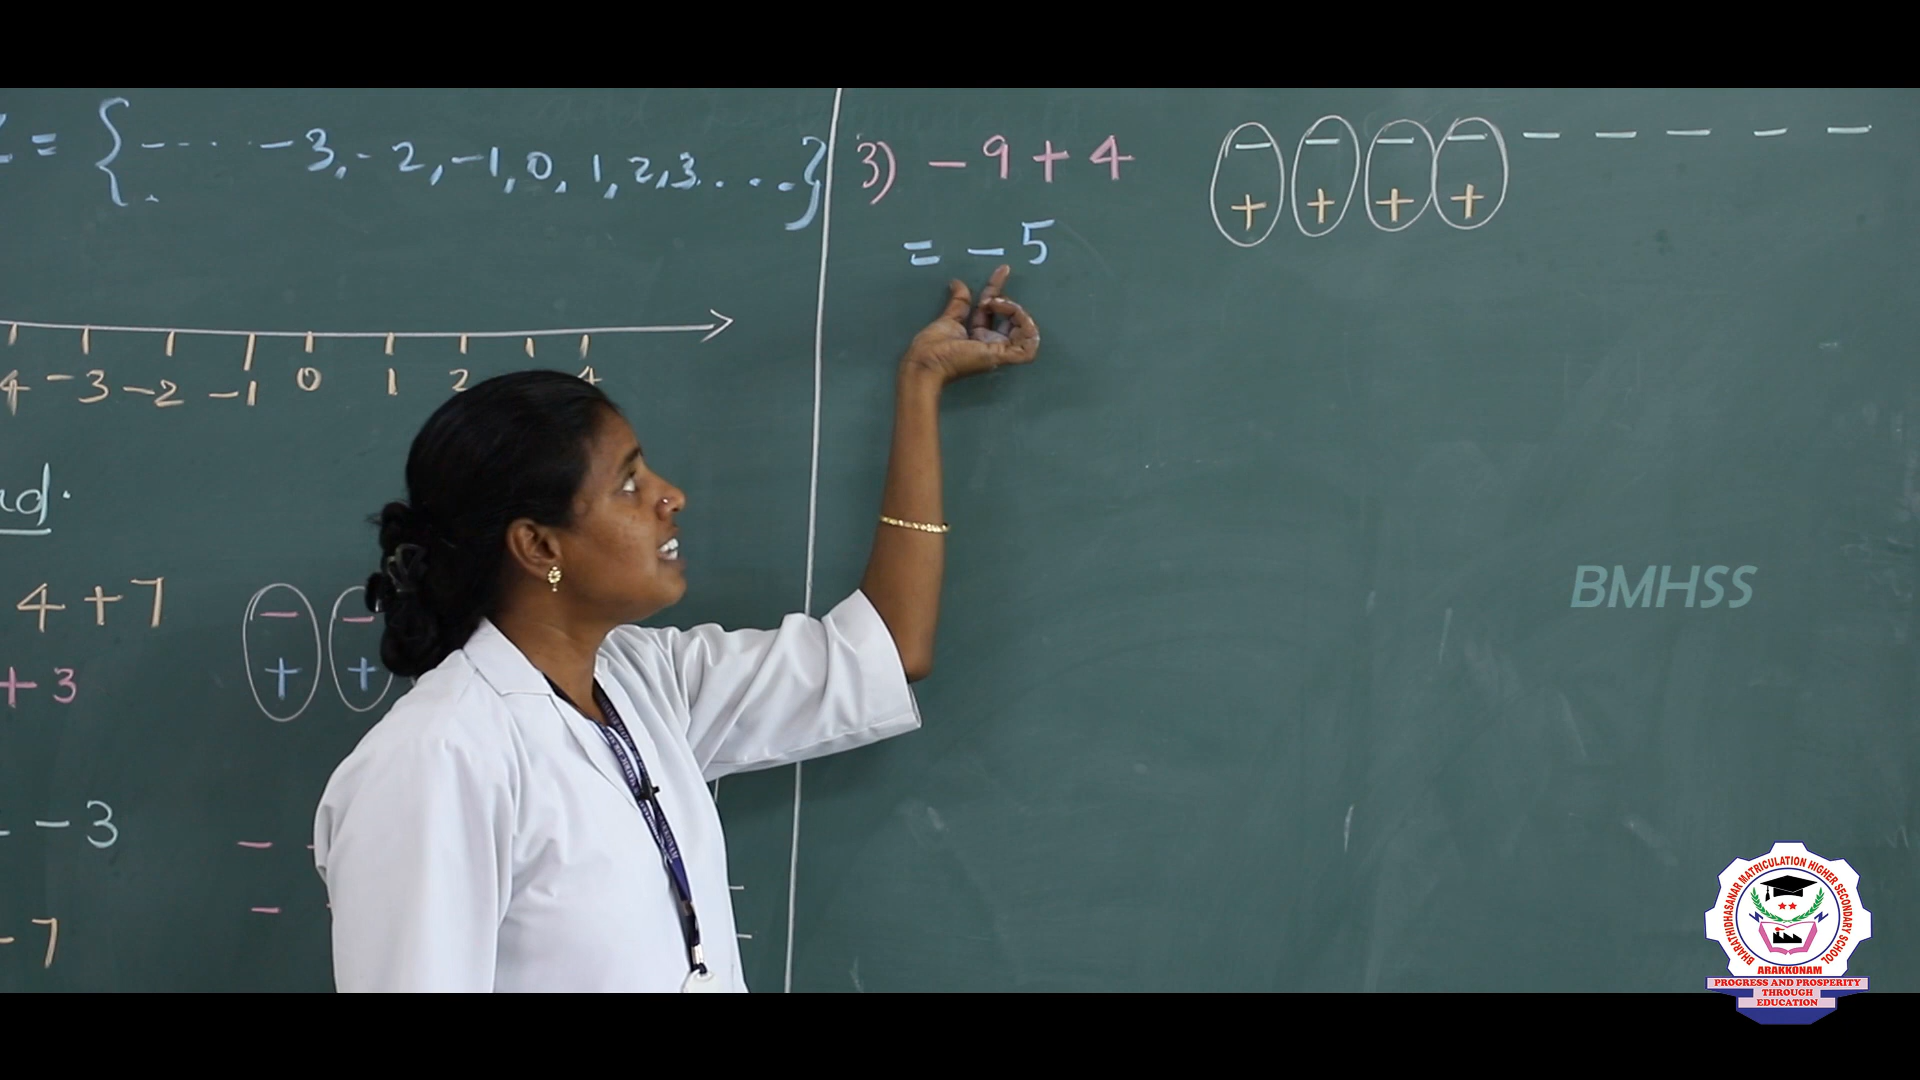 = { ---- -3, -2, -1, 0, 1, 2, 3.....}
-3 -2 -1 0 1 2 4
4 + 7
+ 3
- 3
- 7
3) - 9 + 4
= - 5
- - - - - - - - -
+ + + +
BMHSS
BHARATHIDHASANAR MATRICULATION HIGHER SECONDARY SCHOOL
ARAKKONAM
PROGRESS AND PROSPERITY
THROUGH
EDUCATION